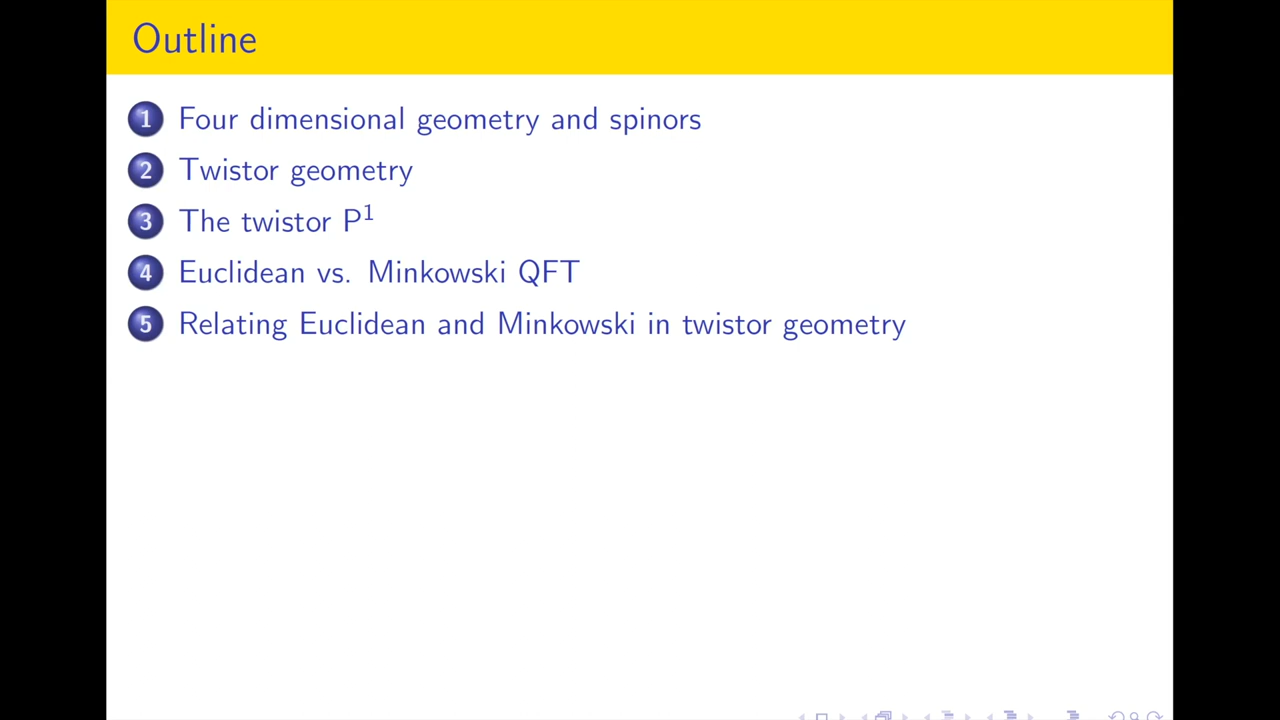 Outline
1 Four dimensional geometry and spinors
2 Twistor geometry
3 The twistor P¹
4 Euclidean vs. Minkowski QFT
5 Relating Euclidean and Minkowski in twistor geometry